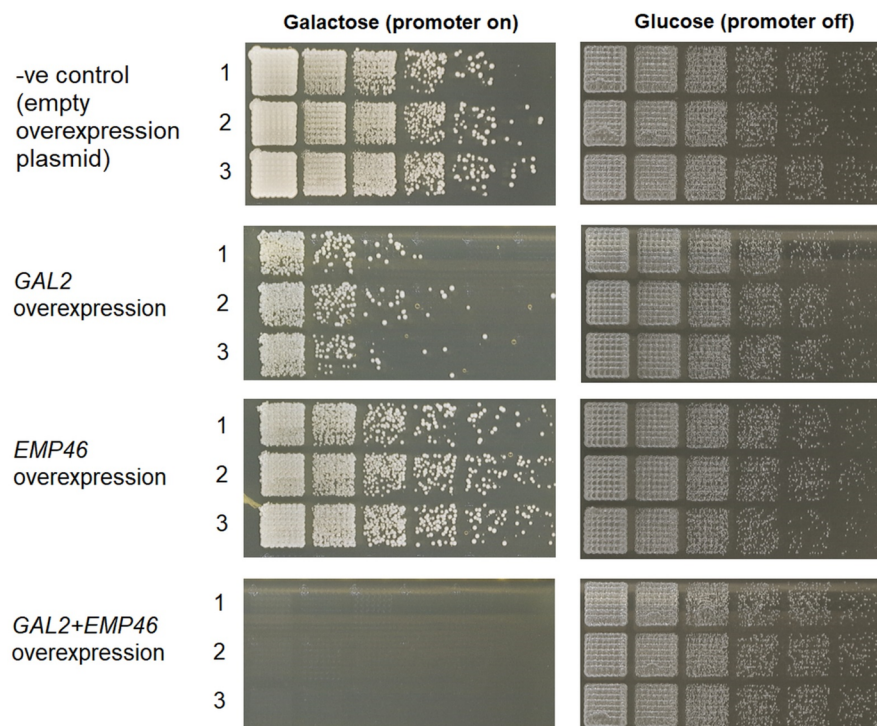 Galactose (promoter on)
Glucose (promoter off)
-ve control
(empty
overexpression
plasmid)
1
2
3
GAL2
overexpression
1
2
3
EMP46
overexpression
1
2
3
GAL2+EMP46
overexpression
1
2
3